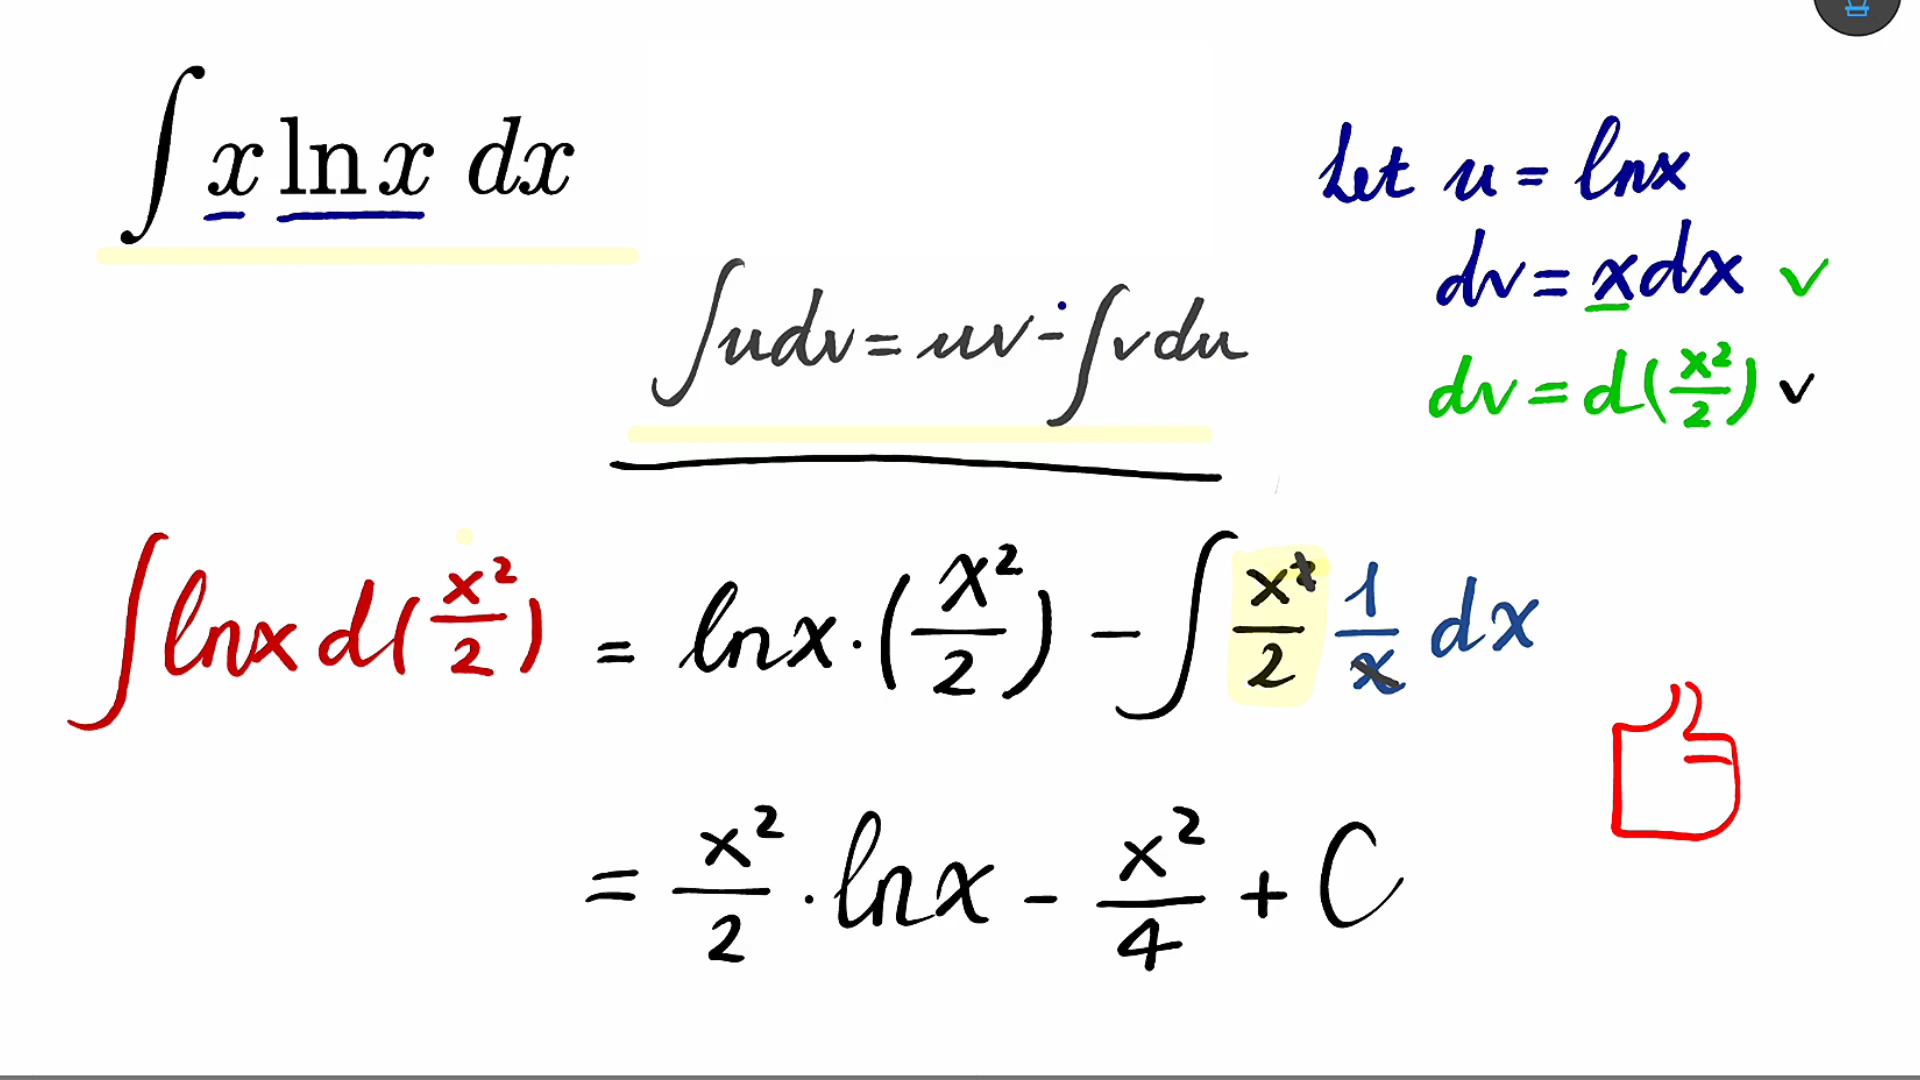 ∫ x ln x dx
Let u = lnx
dv = xdx ✓
∫udv = uv - ∫vdu
dv = d(x²/2) ✓
∫lnx d(x²/2) = lnx·(x²/2) - ∫ x²/2 1/x dx
= x²/2 · lnx - x²/4 + C